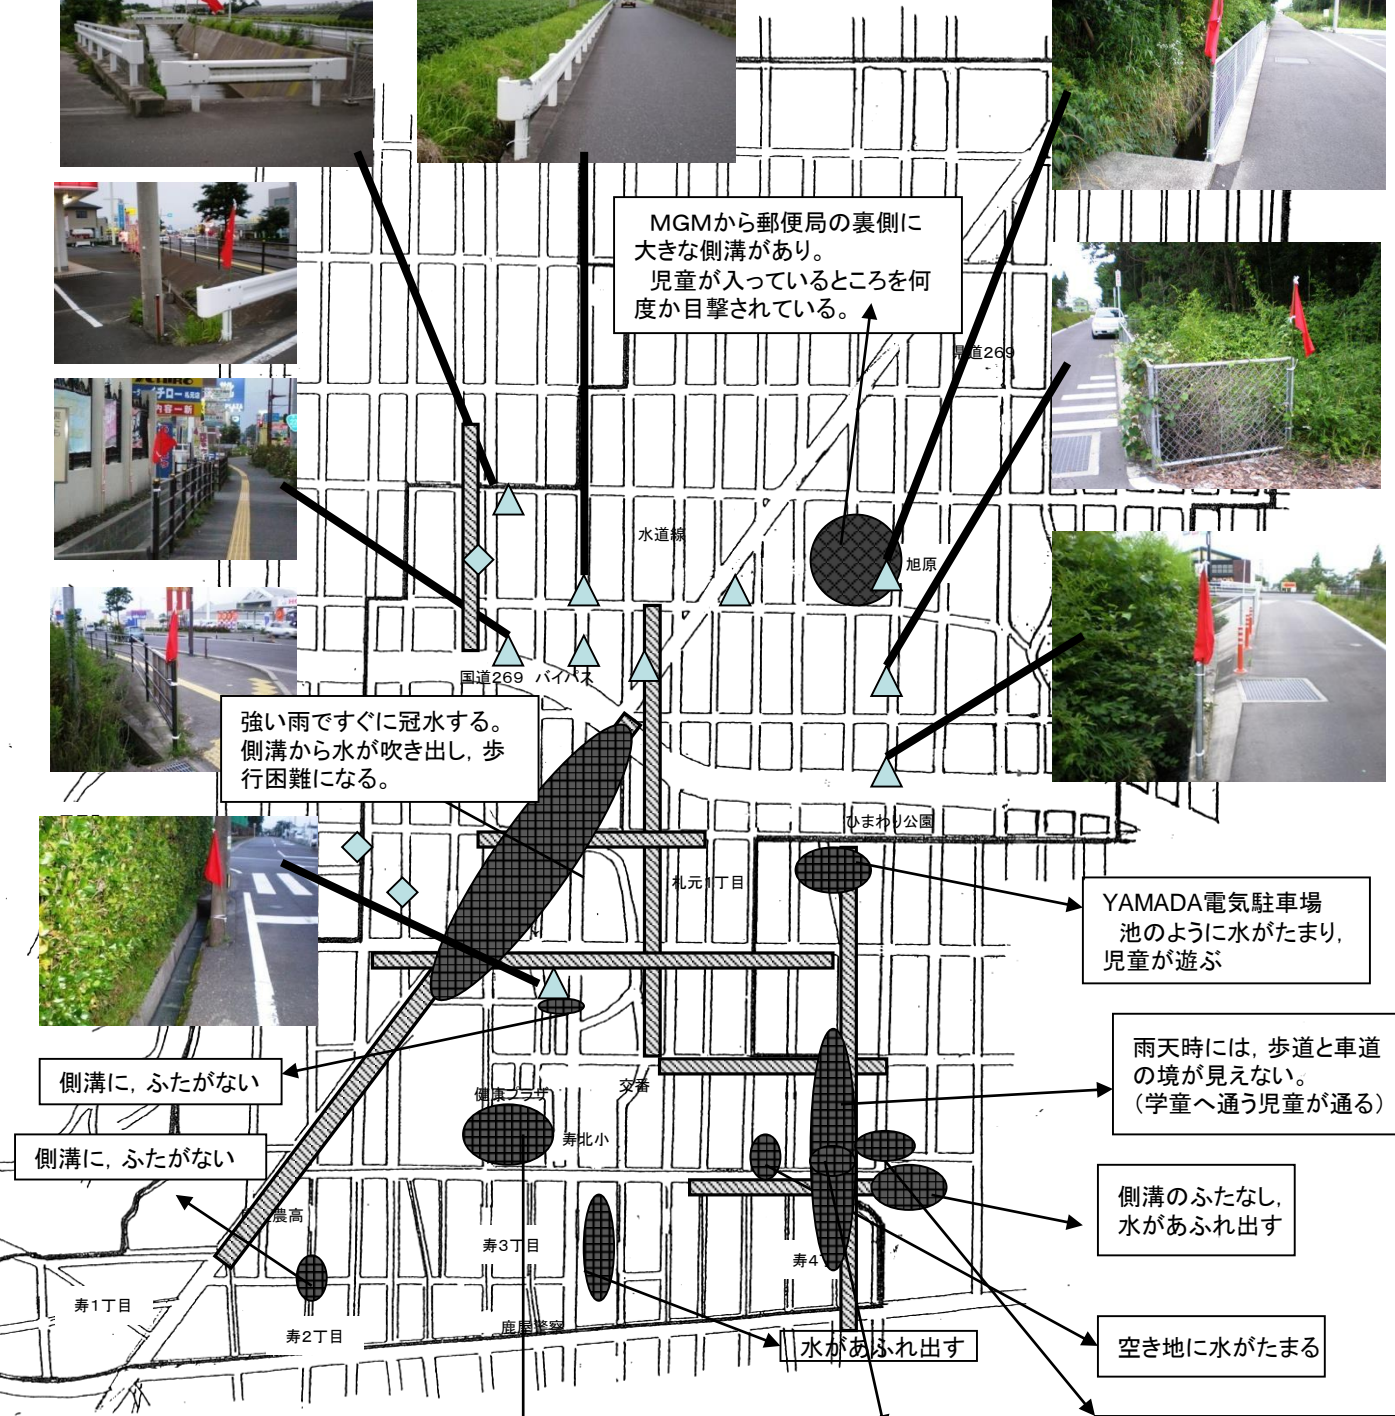 MGMから郵便局の裏側に
大きな側溝があり。
児童が入っているところを何
度か目撃されている。
県道269
水道線
旭原
国道269 バイパス
強い雨ですぐに冠水する。
側溝から水が吹き出し，歩
行困難になる。
ひまわり公園
札元1丁目
YAMADA電気駐車場
池のように水がたまり，
児童が遊ぶ
雨天時には，歩道と車道
の境が見えない。
（学童へ通う児童が通る）
側溝に，ふたがない
健康プラザ
交番
寿北小
側溝に，ふたがない
側溝のふたなし，
水があふれ出す
農高
寿3丁目
寿4丁
寿1丁目
寿2丁目
鹿屋警察
水があふれ出す
空き地に水がたまる